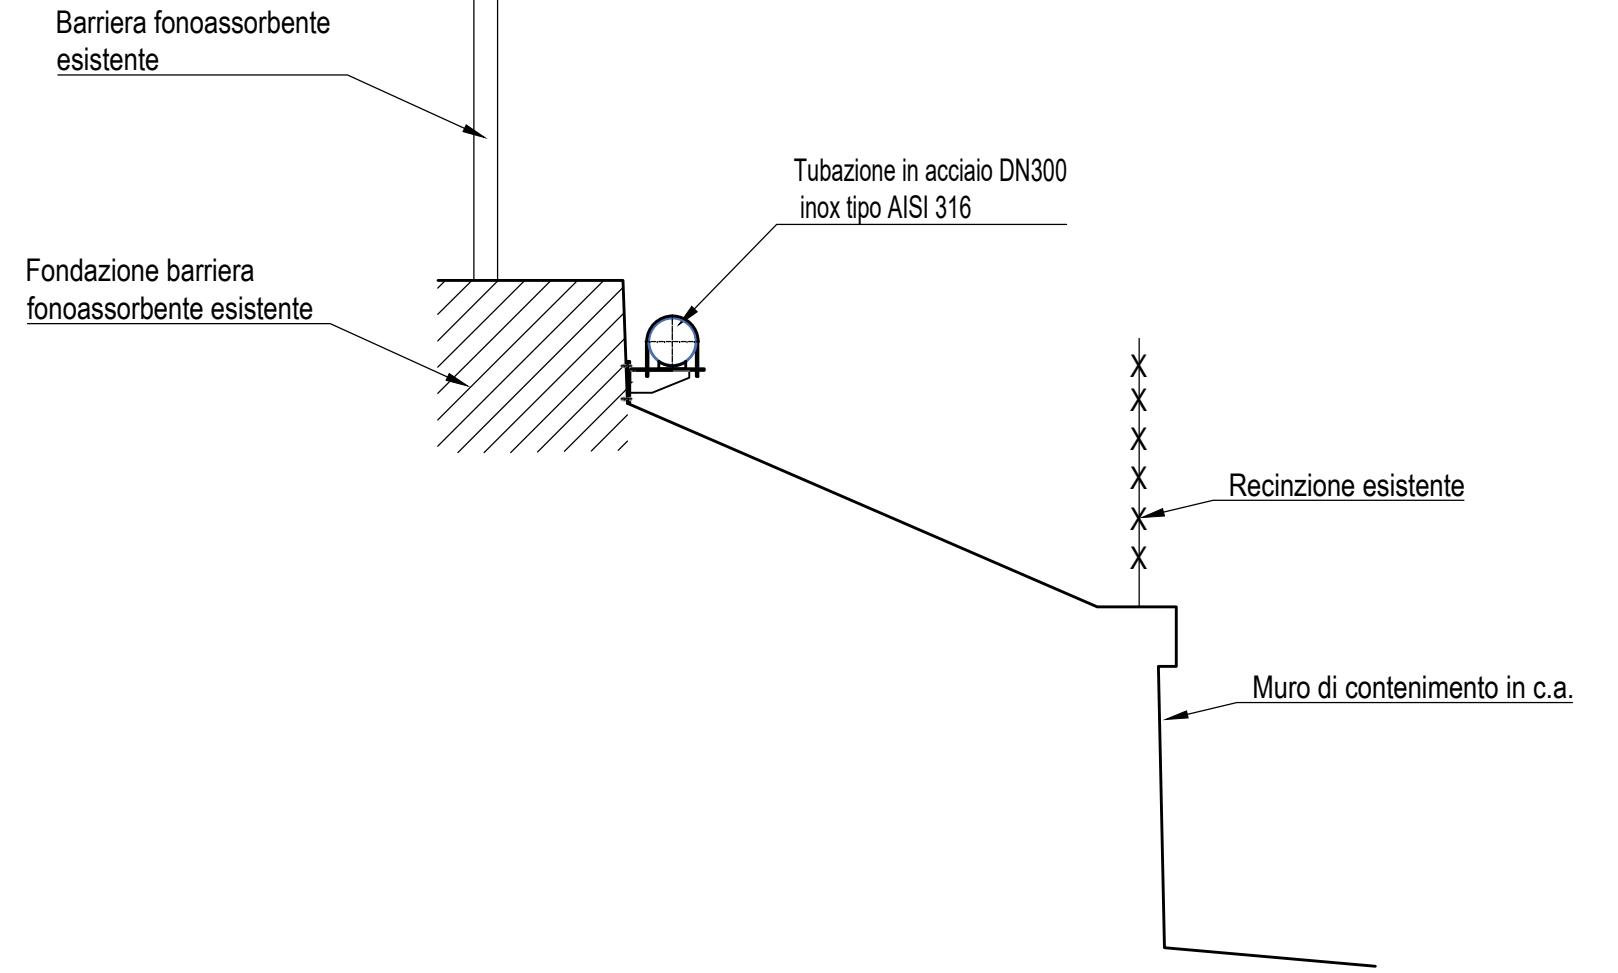 Barriera fonoassorbente
esistente
Tubazione in acciaio DN300
inox tipo AISI 316
Fondazione barriera
fonoassorbente esistente
X
X
X
X
X
X
Recinzione esistente
Muro di contenimento in c.a.